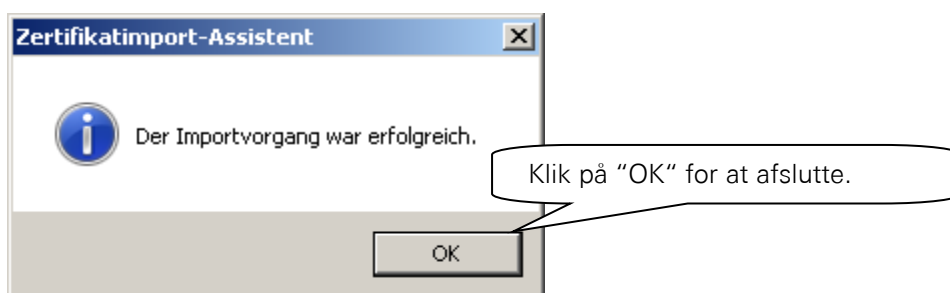 Zertifikatimport-Assistent
Der Importvorgang war erfolgreich.
Klik på “OK“ for at afslutte.
OK